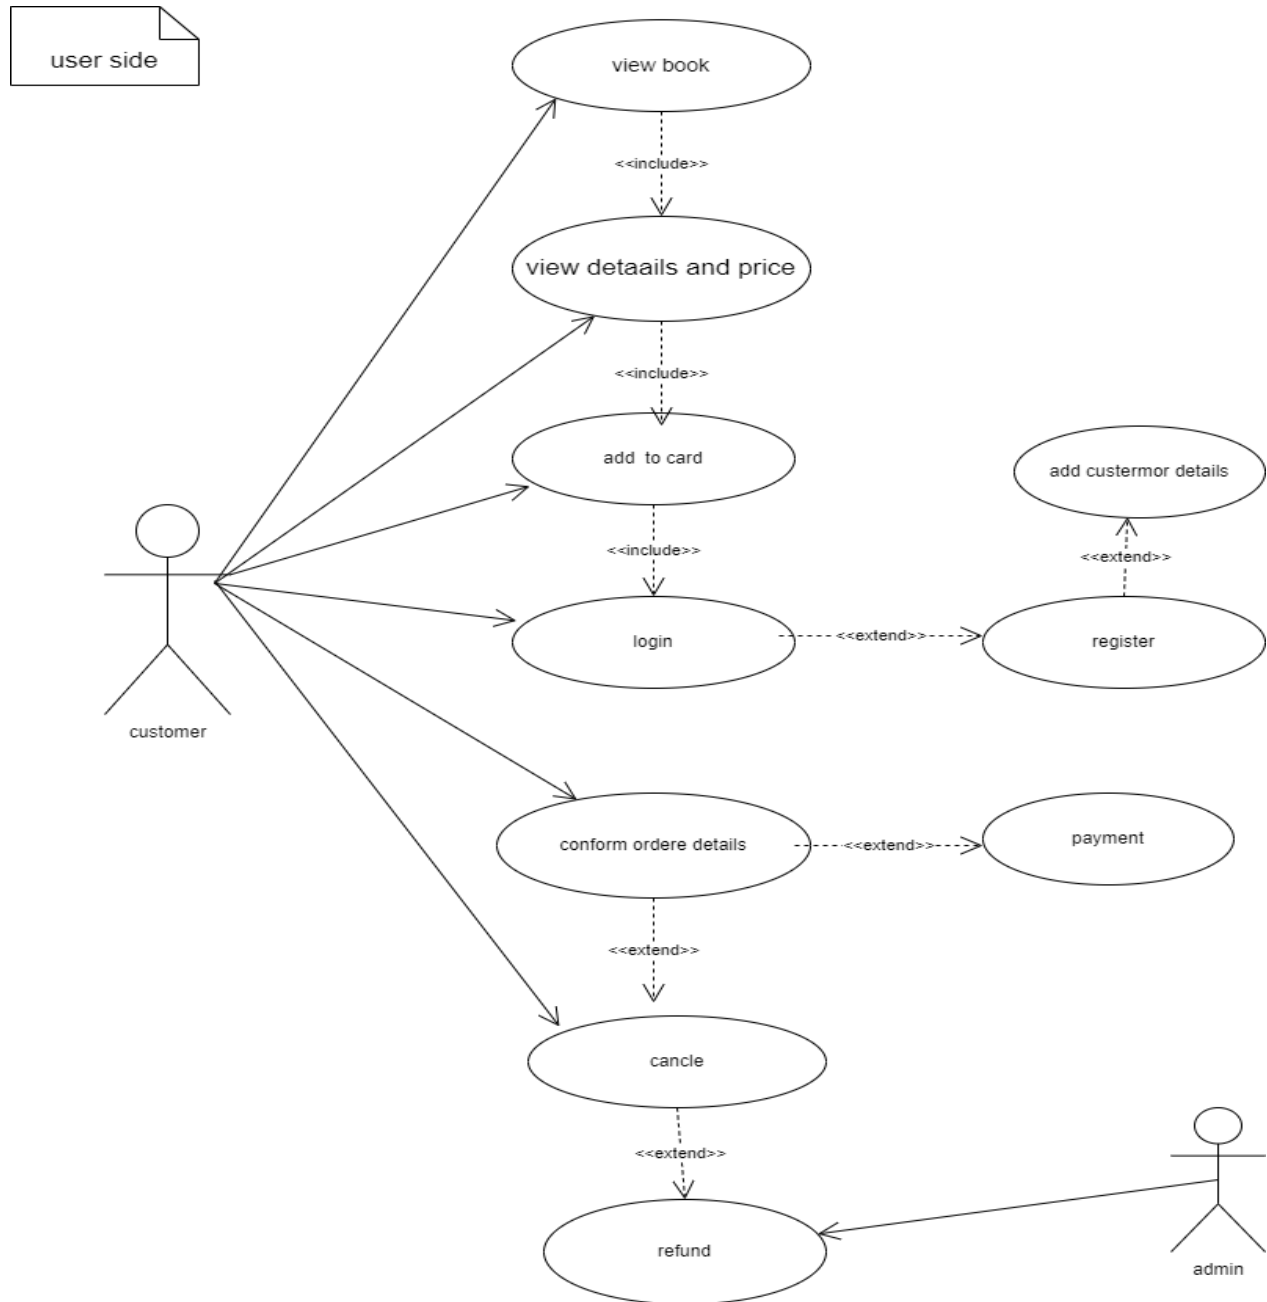 user side
view book
<<include>>
view detaails and price
<<include>>
add to card
add custermor details
<<include>>
<<extend>>
login
<<extend>>
register
customer
conform ordere details
<<extend>>
payment
<<extend>>
cancle
<<extend>>
refund
admin